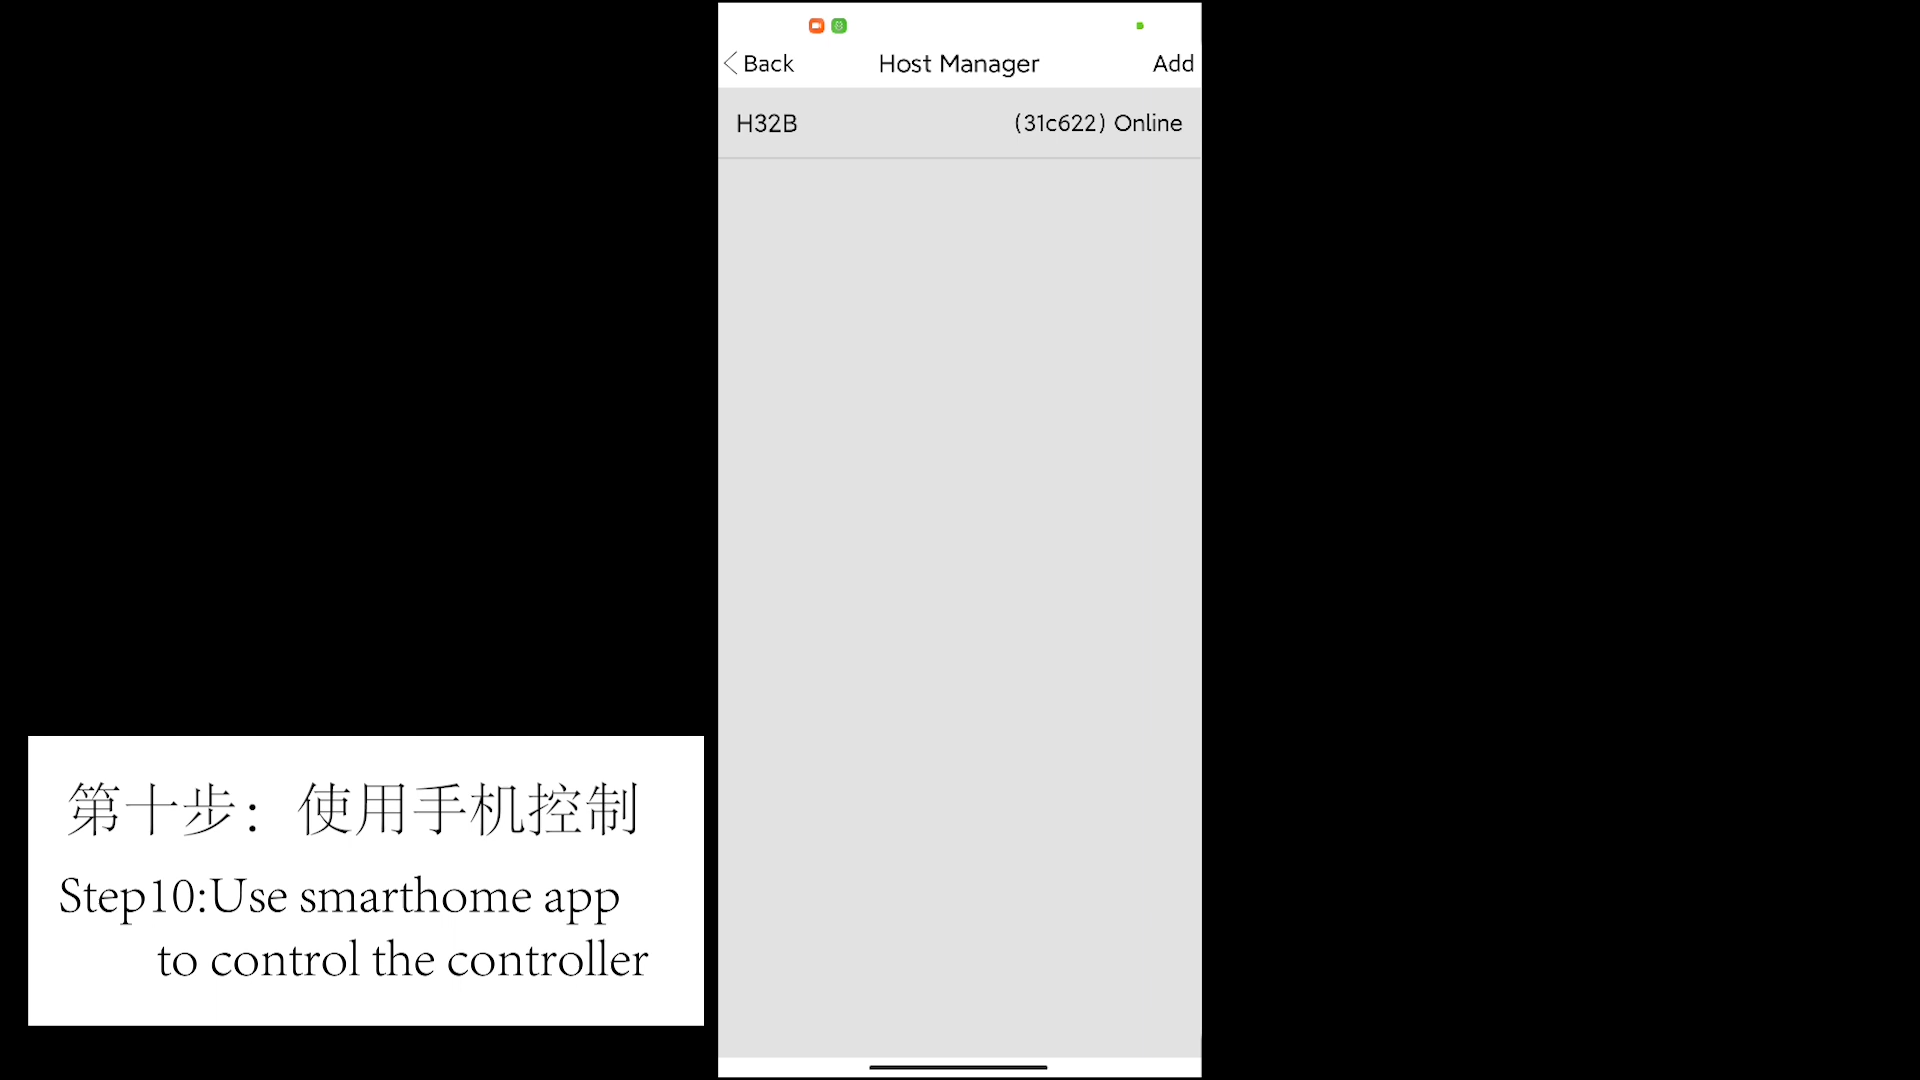 Back Host Manager Add
H32B (31c622) Online
第十步：使用手机控制
Step10:Use smarthome app
to control the controller